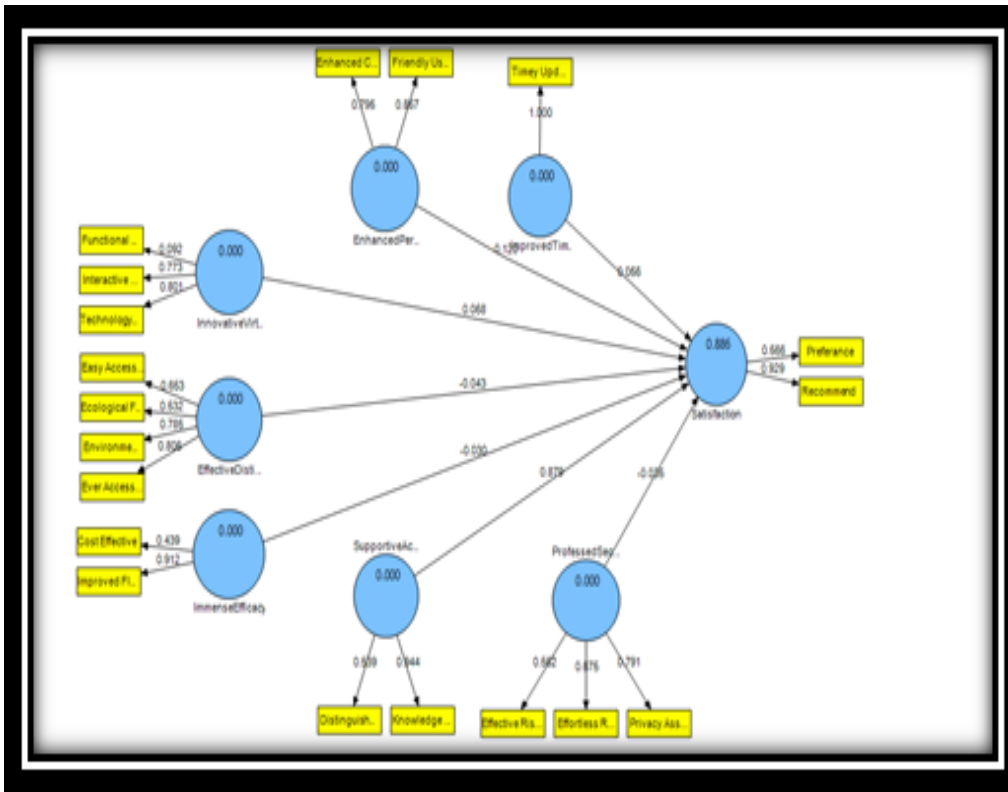 Enhanced C... Friendly Us... Timey Upd...
0.796 1.000
0.000 0.000
EnhancedPer...
0.066
Functional ...
Interactive ...
Technology...
0.092
0.773
0.801
0.000
InnovativeVirt...
0.068
Easy Access...
Ecological F...
Environme...
Ever Access...
0.000
EffectiveDisti...
-0.043
0.886
Satisfaction
Preferance
Recommend
0.929
Cost Effective
Improved Fl...
0.439
0.912
0.000
ImmenseEfficacy
-0.030
0.879
SupportiveAc...
0.000
ProfessedSec...
0.000
0.791
Distinguish... Knowledge ...
Effective Ris... Effortless R... Privacy Ass...